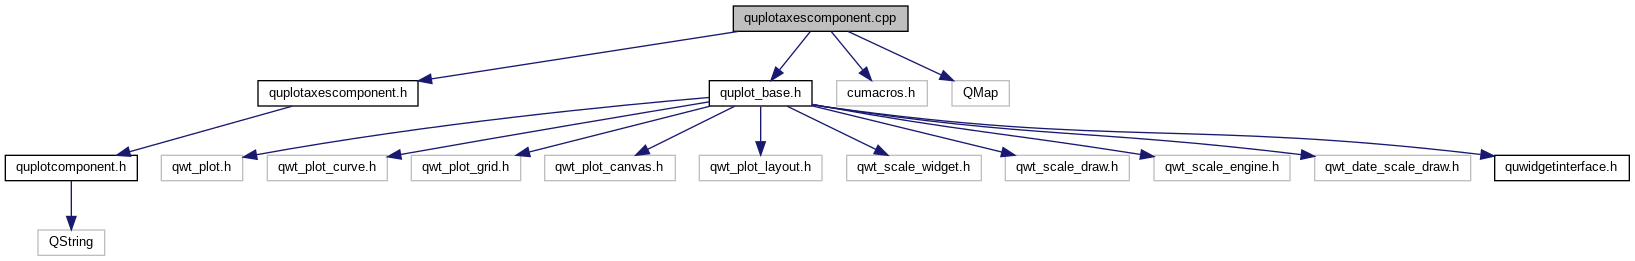 quplotaxescomponent.cpp
quplotaxescomponent.h
quplot_base.h
cumacros.h
QMap
quplotcomponent.h
qwt_plot.h
qwt_plot_curve.h
qwt_plot_grid.h
qwt_plot_canvas.h
qwt_plot_layout.h
qwt_scale_widget.h
qwt_scale_draw.h
qwt_scale_engine.h
qwt_date_scale_draw.h
quwidgetinterface.h
QString